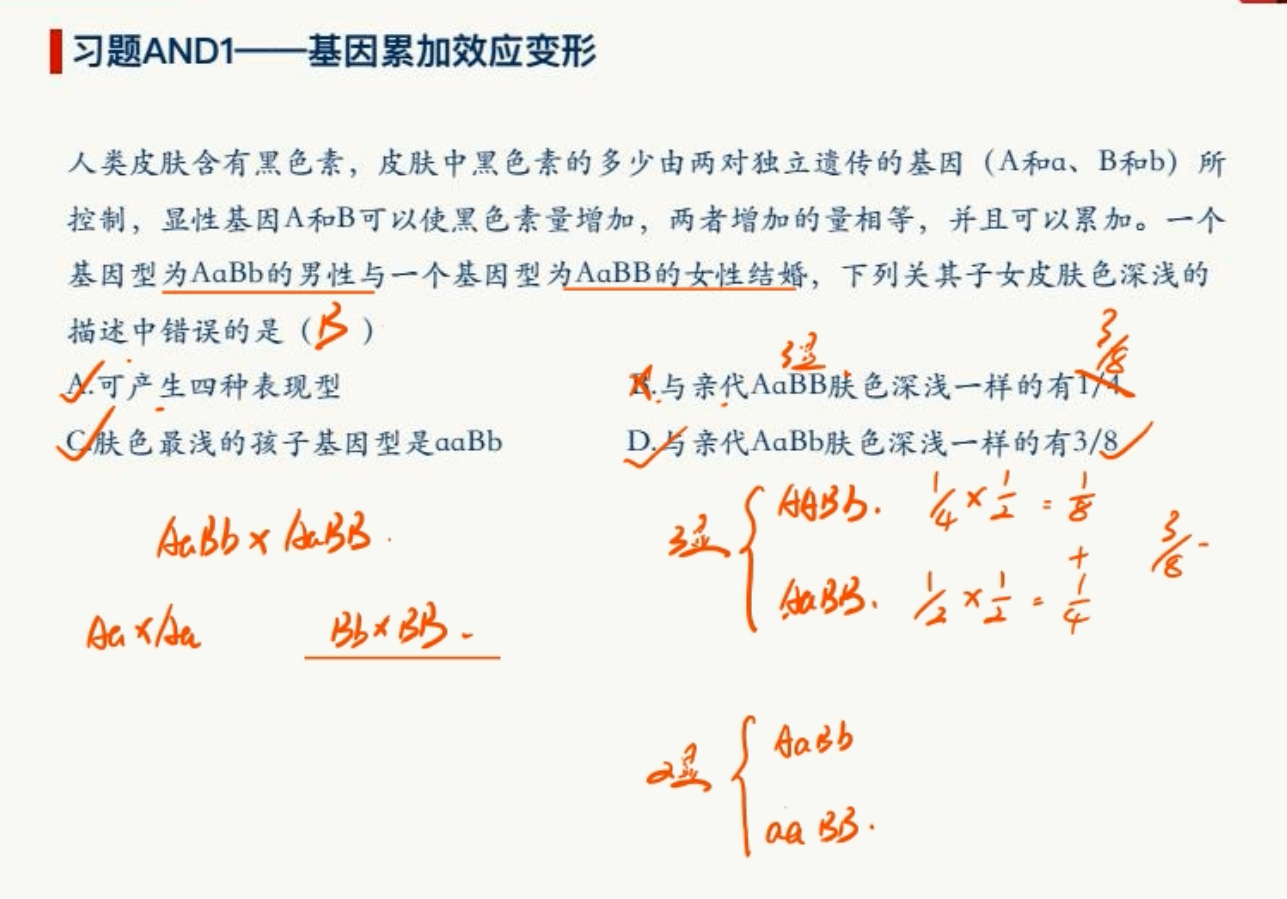 习题AND1——基因累加效应变形
人类皮肤含有黑色素，皮肤中黑色素的多少由两对独立遗传的基因（A和a、B和b）所
控制，显性基因A和B可以使黑色素量增加，两者增加的量相等，并且可以累加。一个
基因型为AaBb的男性与一个基因型为AaBB的女性结婚，下列关其子女皮肤色深浅的
描述中错误的是（B）
3显 3/8
A.可产生四种表现型 B.与亲代AaBB肤色深浅一样的有1/4
C.肤色最浅的孩子基因型是aaBb D.与亲代AaBb肤色深浅一样的有3/8
3显 AABb. 1/4 × 1/2 = 1/8
AaBb × AaBB. + 3/8
AaBB. 1/2 × 1/2 = 1/4
Aa × Aa Bb × BB
2显 AaBb
aaBB.